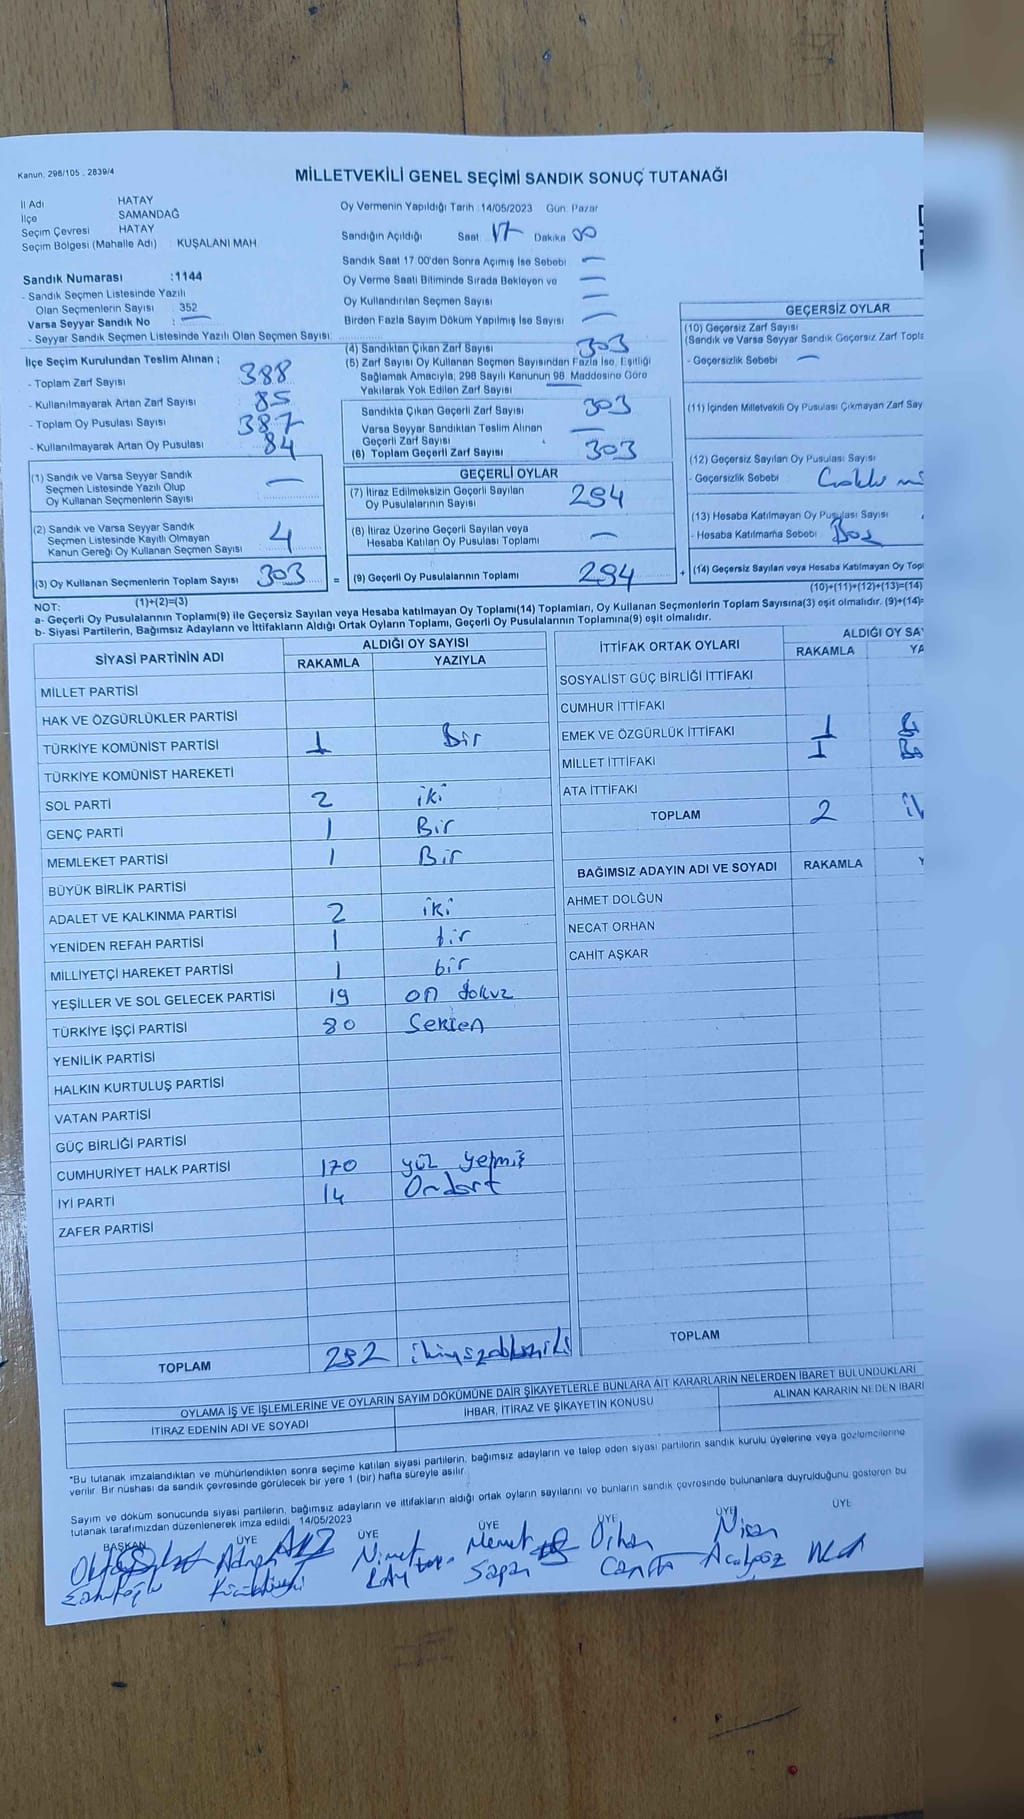 Kanun, 298/105 , 2839/4
MİLLETVEKİLİ GENEL SEÇİMİ SANDIK SONUÇ TUTANAĞI
İl Adı HATAY
İlçe SAMANDAĞ
Seçim Çevresi HATAY
Seçim Bölgesi (Mahalle Adı) KUŞALANI MAH.
Oy Vermenin Yapıldığı Tarih :14/05/2023 Gün: Pazar
Sandığın Açıldığı Saat 17 Dakika 00
Sandık Saat 17:00'den Sonra Açımış İse Sebebi —
Oy Verme Saati Bitiminde Sırada Bekleyen ve —
Oy Kullandırılan Seçmen Sayısı —
Birden Fazla Sayım Döküm Yapılmış İse Sayısı —
Sandık Numarası :1144
- Sandık Seçmen Listesinde Yazılı
Olan Seçmenlerin Sayısı : 352
Varsa Seyyar Sandık No : —
- Seyyar Sandık Seçmen Listesinde Yazılı Olan Seçmen Sayısı:
İlçe Seçim Kurulundan Teslim Alınan ;
- Toplam Zarf Sayısı 388
- Kullanılmayarak Artan Zarf Sayısı 85
- Toplam Oy Pusulası Sayısı 387
- Kullanılmayarak Artan Oy Pusulası 84
(1) Sandık ve Varsa Seyyar Sandık
Seçmen Listesinde Yazılı Olup
Oy Kullanan Seçmenlerin Sayısı —
(2) Sandık ve Varsa Seyyar Sandık
Seçmen Listesinde Kayıtlı Olmayan
Kanun Gereği Oy Kullanan Seçmen Sayısı 4
(3) Oy Kullanan Seçmenlerin Toplam Sayısı 303 =
(1)+(2)=(3)
(4) Sandıktan Çıkan Zarf Sayısı 303
(5) Zarf Sayısı Oy Kullanan Seçmen Sayısından Fazla İse, Eşitliği
Sağlamak Amacıyla, 298 Sayılı Kanunun 98. Maddesine Göre
Yakılarak Yok Edilen Zarf Sayısı —
Sandıkta Çıkan Geçerli Zarf Sayısı 303
Varsa Seyyar Sandıktan Teslim Alınan
Geçerli Zarf Sayısı —
(6) Toplam Geçerli Zarf Sayısı 303
GEÇERLİ OYLAR
(7) İtiraz Edilmeksizin Geçerli Sayılan
Oy Pusulalarının Sayısı 294
(8) İtiraz Üzerine Geçerli Sayılan veya
Hesaba Katılan Oy Pusulası Toplamı —
(9) Geçerli Oy Pusulalarının Toplamı 294 +
GEÇERSİZ OYLAR
(10) Geçersiz Zarf Sayısı
(Sandık ve Varsa Seyyar Sandık Geçersiz Zarf Topla
- Geçersizlik Sebebi —
(11) İçinden Milletvekili Oy Pusulası Çıkmayan Zarf Say
(12) Geçersiz Sayılan Oy Pusulası Sayısı
- Geçersizlik Sebebi
(13) Hesaba Katılmayan Oy Pusulası Sayısı
- Hesaba Katılmama Sebebi Boş
(14) Geçersiz Sayılan veya Hesaba Katılmayan Oy Topl
(10)+(11)+(12)+(13)=(14)
NOT:
a- Geçerli Oy Pusulalarının Toplamı(9) ile Geçersiz Sayılan veya Hesaba katılmayan Oy Toplamı(14) Toplamları, Oy Kullanan Seçmenlerin Toplam Sayısına(3) eşit olmalıdır. (9)+(14)=
b- Siyasi Partilerin, Bağımsız Adayların ve İttifakların Aldığı Ortak Oyların Toplamı, Geçerli Oy Pusulalarının Toplamına(9) eşit olmalıdır.
SİYASİ PARTİNİN ADI ALDIĞI OY SAYISI
RAKAMLA YAZIYLA
MİLLET PARTİSİ
HAK VE ÖZGÜRLÜKLER PARTİSİ
TÜRKİYE KOMÜNİST PARTİSİ 1 Bir
TÜRKİYE KOMÜNİST HAREKETİ
SOL PARTİ 2 iki
GENÇ PARTİ 1 Bir
MEMLEKET PARTİSİ 1 Bir
BÜYÜK BİRLİK PARTİSİ
ADALET VE KALKINMA PARTİSİ 2 iki
YENİDEN REFAH PARTİSİ 1 bir
MİLLİYETÇİ HAREKET PARTİSİ 1 bir
YEŞİLLER VE SOL GELECEK PARTİSİ 19 on dokuz
TÜRKİYE İŞÇİ PARTİSİ 80 Seksen
YENİLİK PARTİSİ
HALKIN KURTULUŞ PARTİSİ
VATAN PARTİSİ
GÜÇ BİRLİĞİ PARTİSİ
CUMHURİYET HALK PARTİSİ 170 yüz yetmiş
İYİ PARTİ 14 Ondört
ZAFER PARTİSİ
TOPLAM 292
İTTİFAK ORTAK OYLARI ALDIĞI OY SAY
RAKAMLA YA
SOSYALİST GÜÇ BİRLİĞİ İTTİFAKI
CUMHUR İTTİFAKI
EMEK VE ÖZGÜRLÜK İTTİFAKI 1
MİLLET İTTİFAKI 1
ATA İTTİFAKI
TOPLAM 2
BAĞIMSIZ ADAYIN ADI VE SOYADI RAKAMLA Y
AHMET DOLĞUN
NECAT ORHAN
CAHİT AŞKAR
TOPLAM
OYLAMA İŞ VE İŞLEMLERİNE VE OYLARIN SAYIM DÖKÜMÜNE DAİR ŞİKAYETLERLE BUNLARA AİT KARARLARIN NELERDEN İBARET BULUNDUKLARI
İTİRAZ EDENİN ADI VE SOYADI İHBAR, İTİRAZ VE ŞİKAYETİN KONUSU ALINAN KARARIN NEDEN İBAR
*Bu tutanak imzalandıktan ve mühürlendikten sonra seçime katılan siyasi partilerin, bağımsız adayların ve talep eden siyasi partilerin sandık kurulu üyelerine veya gözlemcilerine
verilir. Bir nüshası da sandık çevresinde görülecek bir yere 1 (bir) hafta süreyle asılır.
Sayım ve döküm sonucunda siyasi partilerin, bağımsız adayların ve ittifakların aldığı ortak oyların sayılarını ve bunların sandık çevresinde bulunanlara duyrulduğunu gösteren bu
tutanak tarafımızdan düzenlenerek imza edildi. 14/05/2023
BAŞKAN ÜYE ÜYE ÜYE ÜYE ÜYE ÜYE
Adnan Nimet Memet Orhan Nisa
Sapan